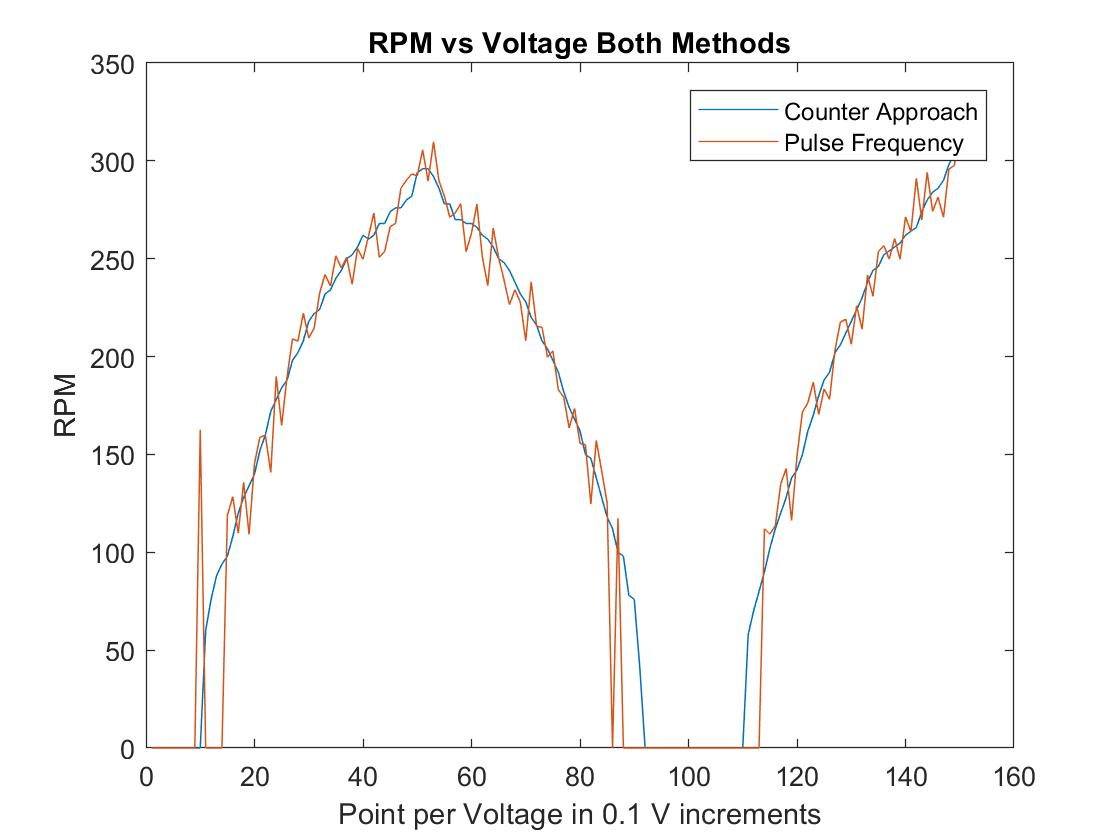 RPM vs Voltage Both Methods
350
300
250
200
150
100
50
0
RPM
Counter Approach
Pulse Frequency
0 20 40 60 80 100 120 140 160
Point per Voltage in 0.1 V increments